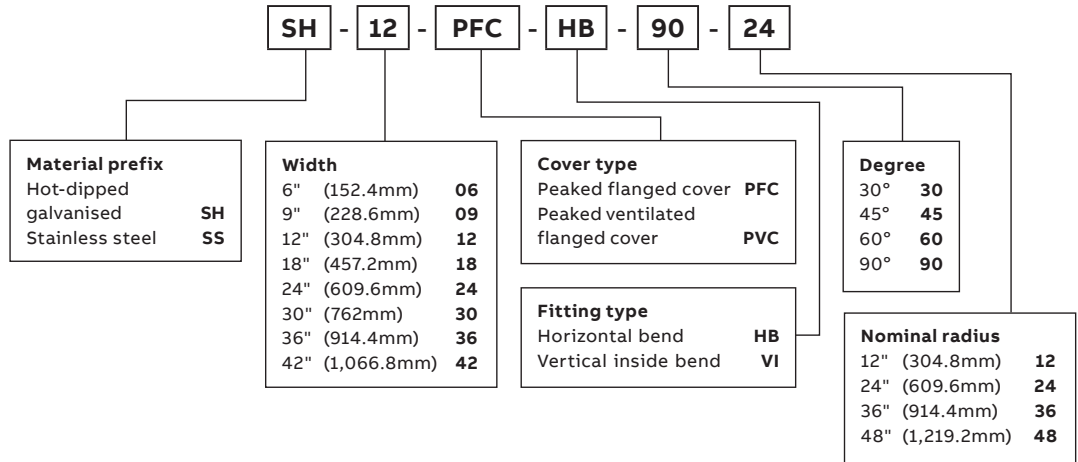 SH - 12 - PFC - HB - 90 - 24
Material prefix
Hot-dipped
galvanised SH
Stainless steel SS
Width
6" (152.4mm) 06
9" (228.6mm) 09
12" (304.8mm) 12
18" (457.2mm) 18
24" (609.6mm) 24
30" (762mm) 30
36" (914.4mm) 36
42" (1,066.8mm) 42
Cover type
Peaked flanged cover PFC
Peaked ventilated
flanged cover PVC
Fitting type
Horizontal bend HB
Vertical inside bend VI
Degree
30° 30
45° 45
60° 60
90° 90
Nominal radius
12" (304.8mm) 12
24" (609.6mm) 24
36" (914.4mm) 36
48" (1,219.2mm) 48